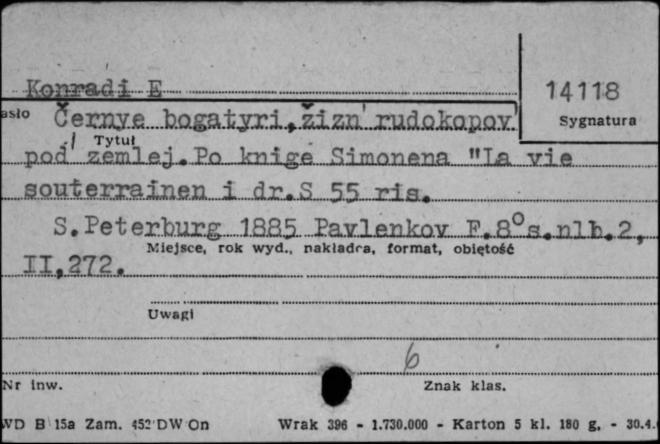 Konradi E
14118
asło Černye bogatyri, žizn' rudokopov
Sygnatura
Tytuł
pod zemlej. Po knige Simonena "La vie
souterrainen i dr. S 55 ris.
S. Peterburg 1885 Pavlenkov F. 8° s. nlb. 2,
Miejsce, rok wyd., nakładca, format, obiętość
II, 272.
Uwagi
6
Nr inw.
Znak klas.
WD B 15a Zam. 452 DW On Wrak 396 - 1.730.000 - Karton 5 kl. 180 g. - 30.4.